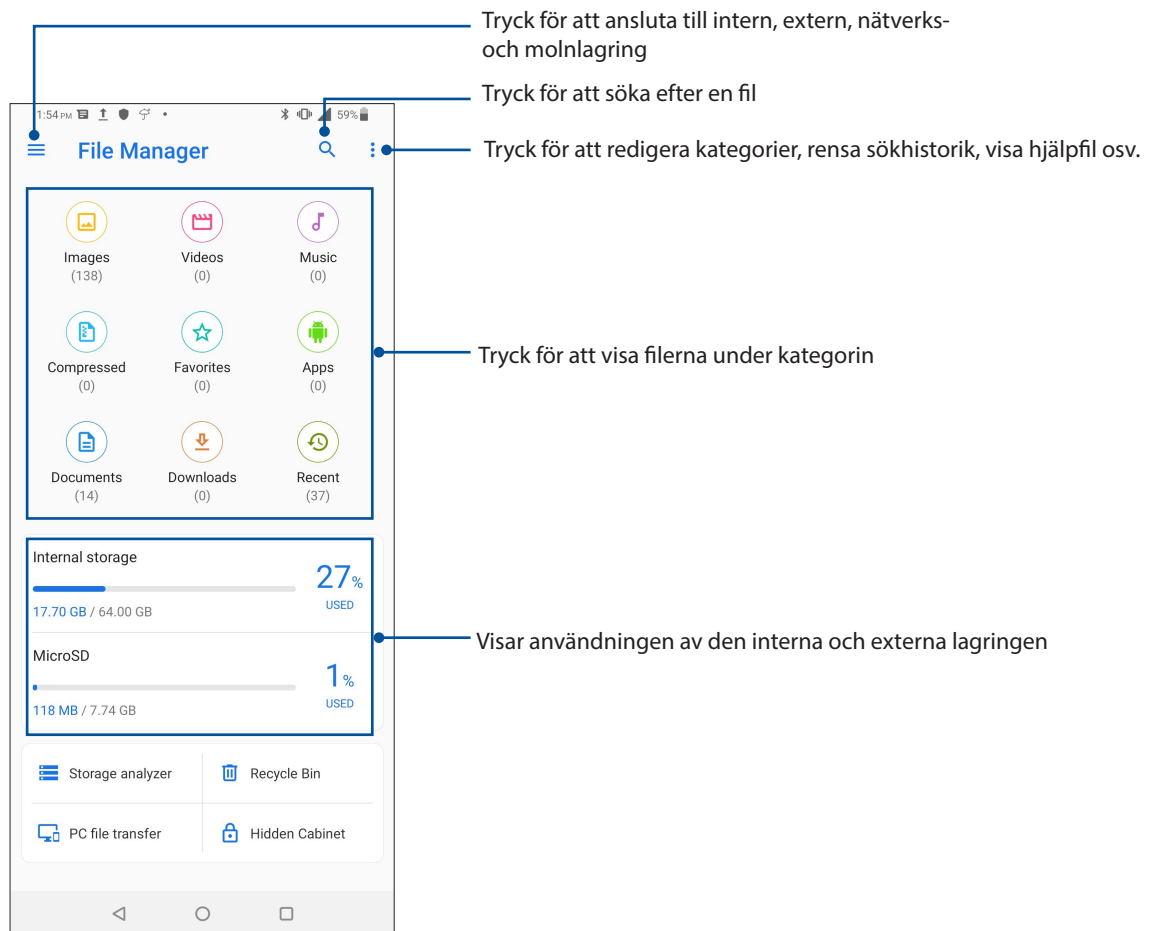 Tryck för att ansluta till intern, extern, nätverks-
och molnlagring
Tryck för att söka efter en fil
Tryck för att redigera kategorier, rensa sökhistorik, visa hjälpfil osv.
1:54 PM
59%
File Manager
Images
(138)
Videos
(0)
Music
(0)
Compressed
(0)
Favorites
(0)
Apps
(0)
Tryck för att visa filerna under kategorin
Documents
(14)
Downloads
(0)
Recent
(37)
Internal storage
27%
USED
17.70 GB / 64.00 GB
Visar användningen av den interna och externa lagringen
MicroSD
1%
USED
118 MB / 7.74 GB
Storage analyzer
Recycle Bin
PC file transfer
Hidden Cabinet